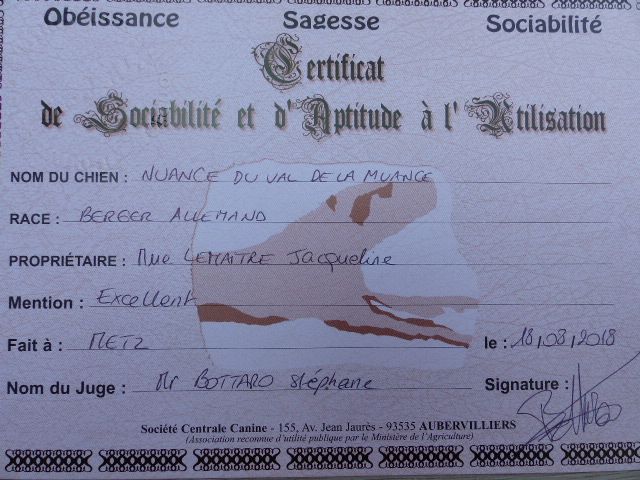 Obéissance Sagesse Sociabilité
Certificat
de Sociabilité et d'Aptitude à l'Utilisation
NOM DU CHIEN : NUANCE DU VAL DE LA MUANCE
RACE : BERGER ALLEMAND
PROPRIÉTAIRE : Mme LEMAITRE Jacqueline
Mention : Excellent
Fait à : METZ le : 18,03,2018
Nom du Juge : Mr BOTTARO Stéphane Signature :
Société Centrale Canine - 155, Av. Jean Jaurès - 93535 AUBERVILLIERS
(Association reconnue d'utilité publique par le Ministère de l'Agriculture)